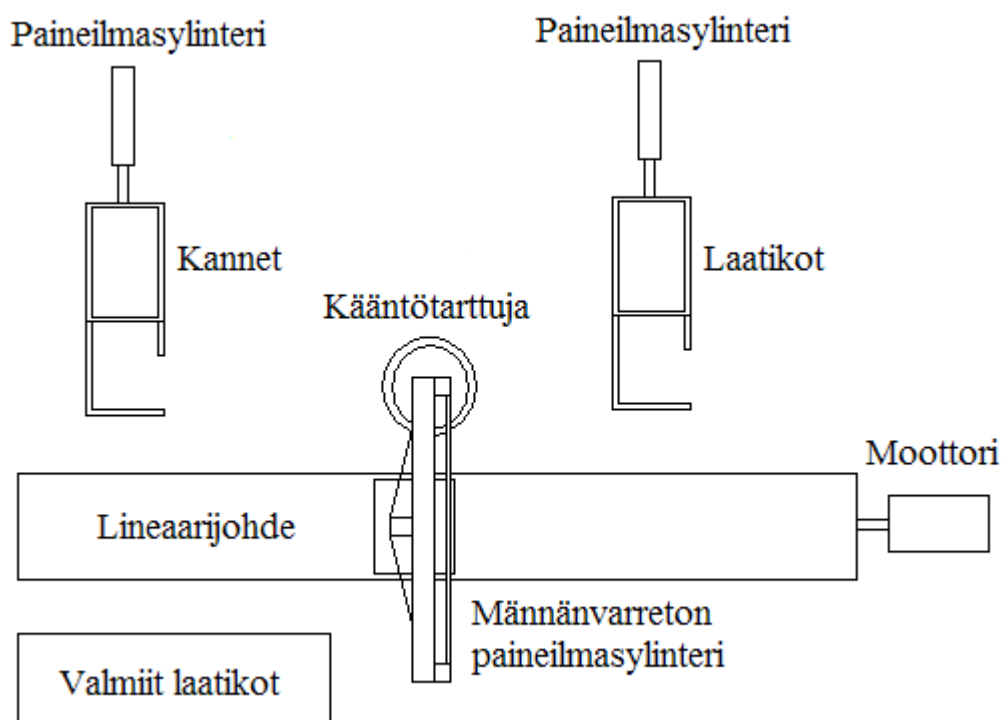 Paineilmasylinteri
Paineilmasylinteri
Kannet
Laatikot
Kääntötarttuja
Moottori
Lineaarijohde
Männänvarreton
paineilmasylinteri
Valmiit laatikot